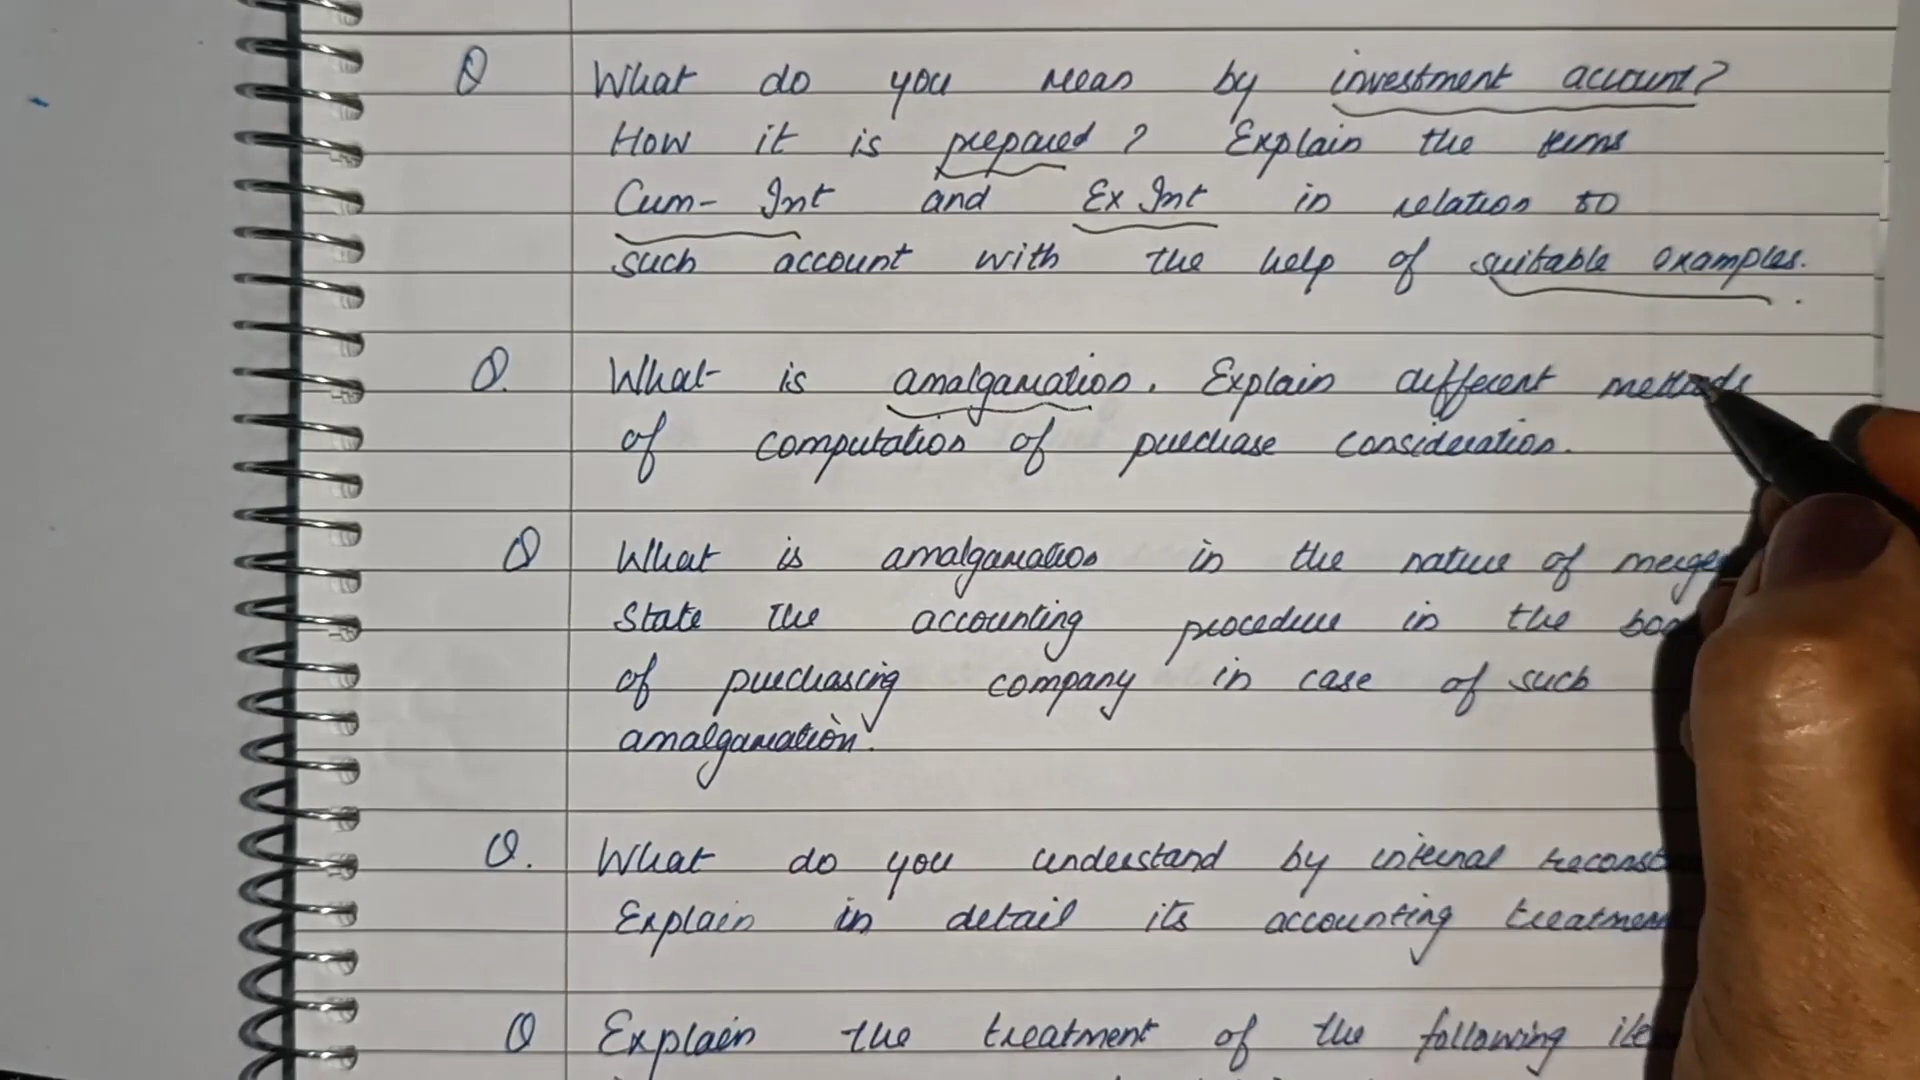 Q What do you mean by investment account?
How it is prepared? Explain the terms
Cum-Int and Ex Int in relation to
such account with the help of suitable examples.
Q. What is amalgamation. Explain different methods
of computation of purchase consideration.
Q What is amalgamation in the nature of merger
State the accounting procedure in the
of purchasing company in case of such
amalgamation.
Q. What do you understand by internal
Explain in detail its accounting treatment
Q Explain the treatment of the following